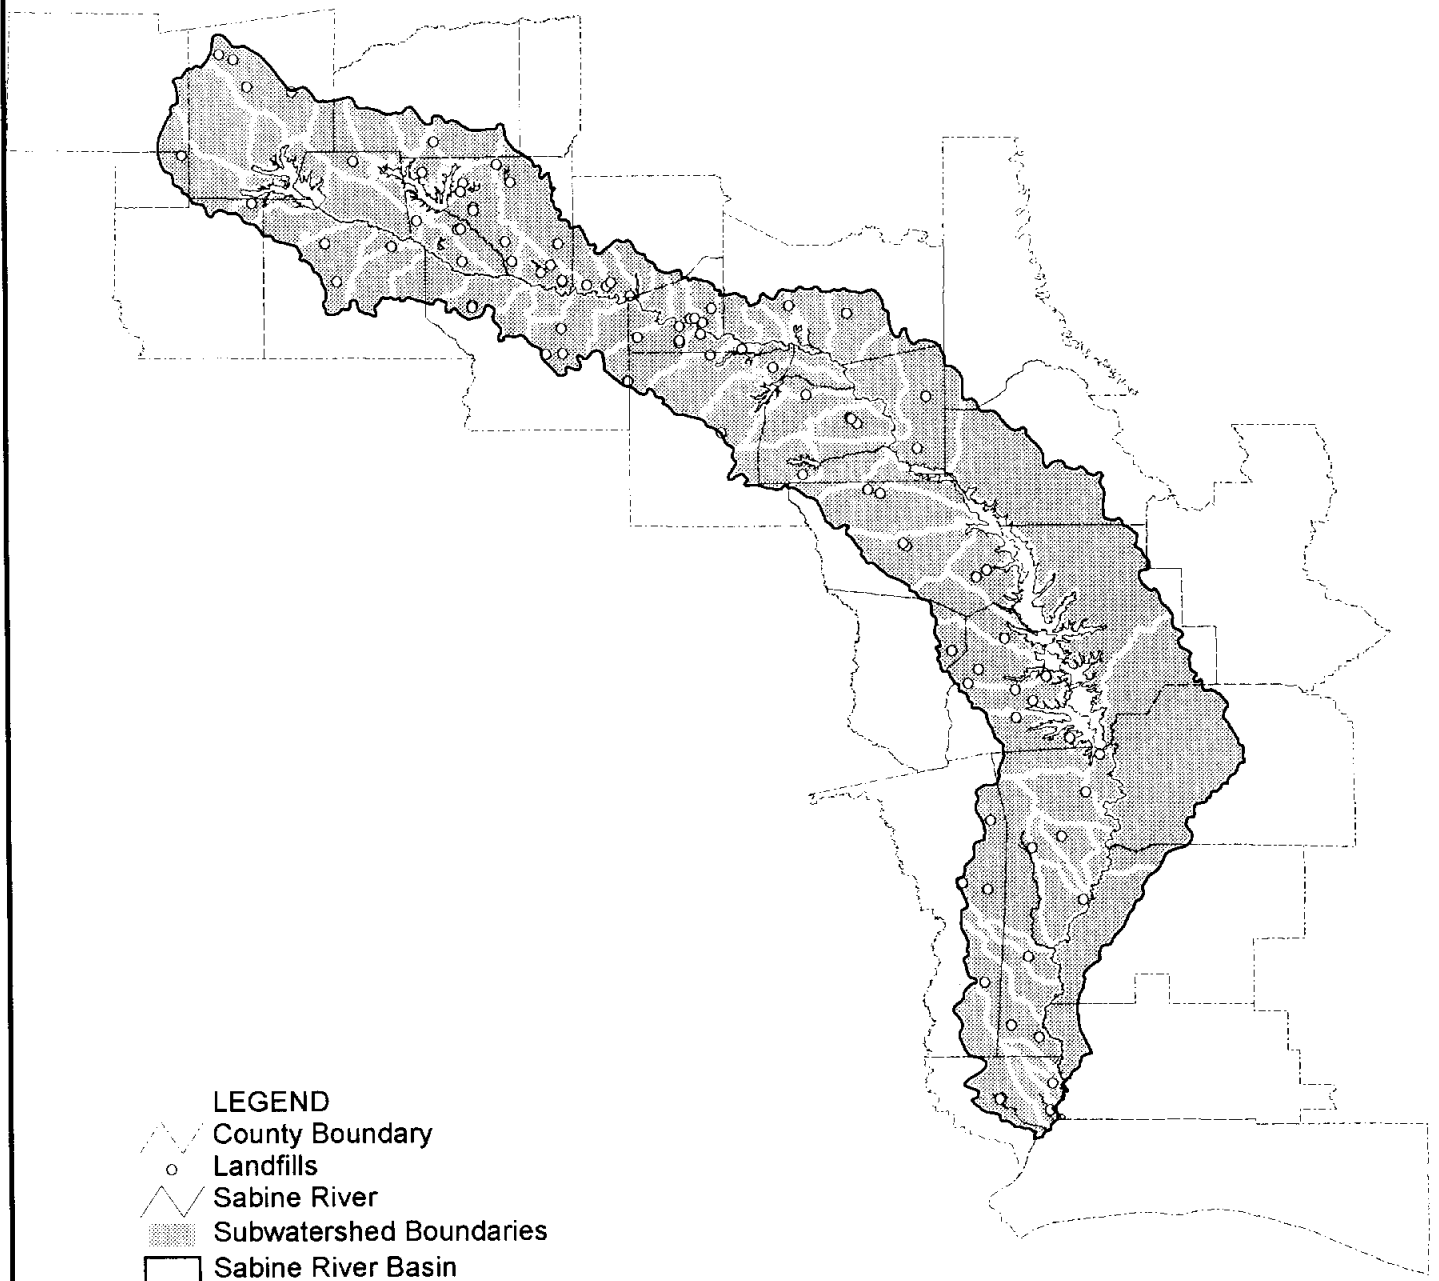 LEGEND
County Boundary
Landfills
Sabine River
Subwatershed Boundaries
Sabine River Basin